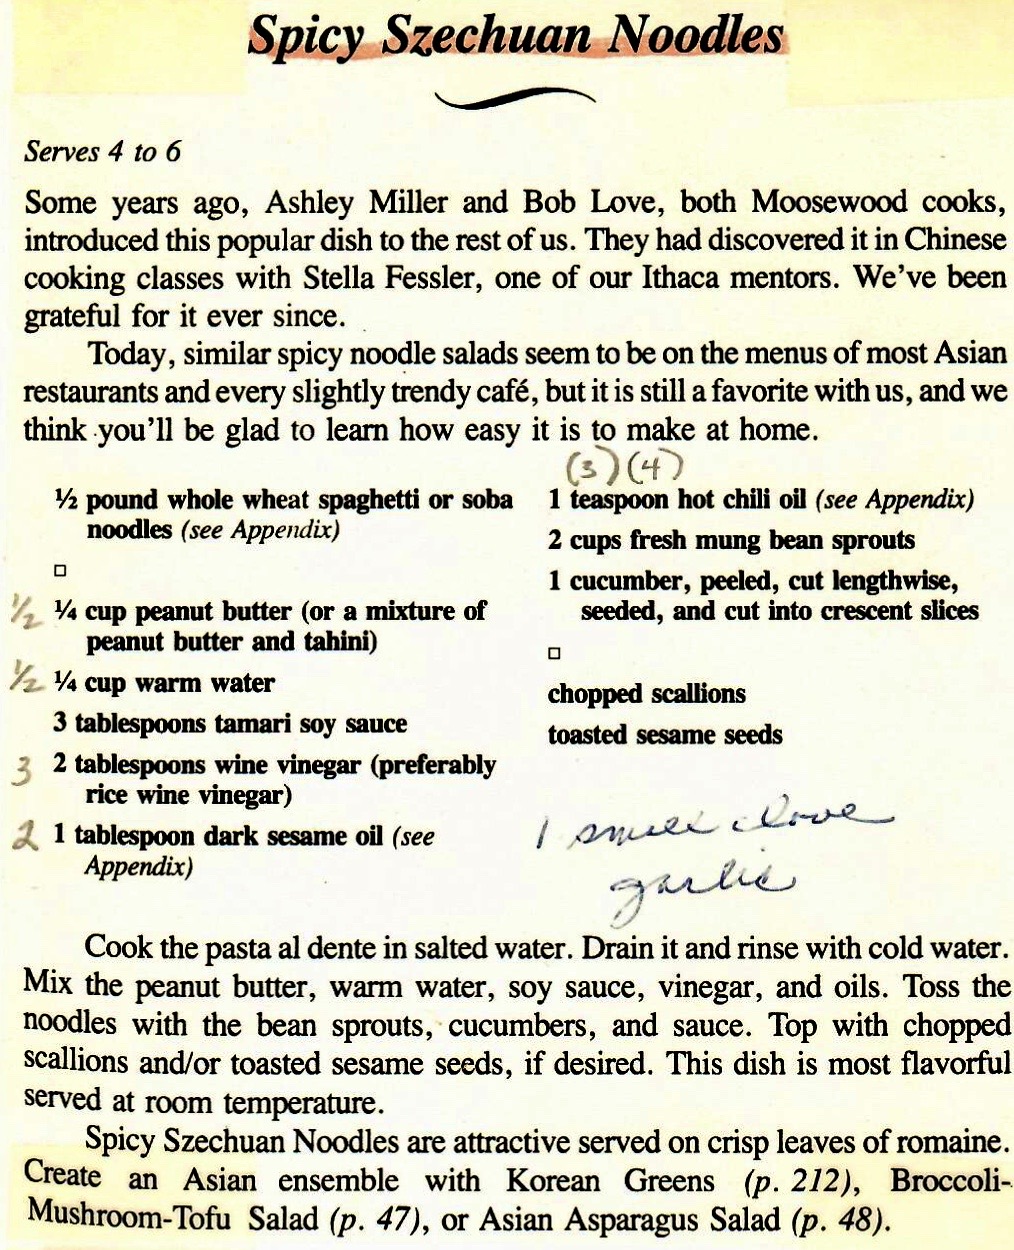 Spicy Szechuan Noodles
Serves 4 to 6
Some years ago, Ashley Miller and Bob Love, both Moosewood cooks,
introduced this popular dish to the rest of us. They had discovered it in Chinese
cooking classes with Stella Fessler, one of our Ithaca mentors. We've been
grateful for it ever since.
Today, similar spicy noodle salads seem to be on the menus of most Asian
restaurants and every slightly trendy café, but it is still a favorite with us, and we
think you'll be glad to learn how easy it is to make at home.
½ pound whole wheat spaghetti or soba
noodles (see Appendix)
½ ¼ cup peanut butter (or a mixture of
peanut butter and tahini)
½ ¼ cup warm water
3 tablespoons tamari soy sauce
3 2 tablespoons wine vinegar (preferably
rice wine vinegar)
2 1 tablespoon dark sesame oil (see
Appendix)
(3) (4)
1 teaspoon hot chili oil (see Appendix)
2 cups fresh mung bean sprouts
1 cucumber, peeled, cut lengthwise,
seeded, and cut into crescent slices
chopped scallions
toasted sesame seeds
1 small clove
garlic
Cook the pasta al dente in salted water. Drain it and rinse with cold water.
Mix the peanut butter, warm water, soy sauce, vinegar, and oils. Toss the
noodles with the bean sprouts, cucumbers, and sauce. Top with chopped
scallions and/or toasted sesame seeds, if desired. This dish is most flavorful
served at room temperature.
Spicy Szechuan Noodles are attractive served on crisp leaves of romaine.
Create an Asian ensemble with Korean Greens (p. 212), Broccoli-
Mushroom-Tofu Salad (p. 47), or Asian Asparagus Salad (p. 48).